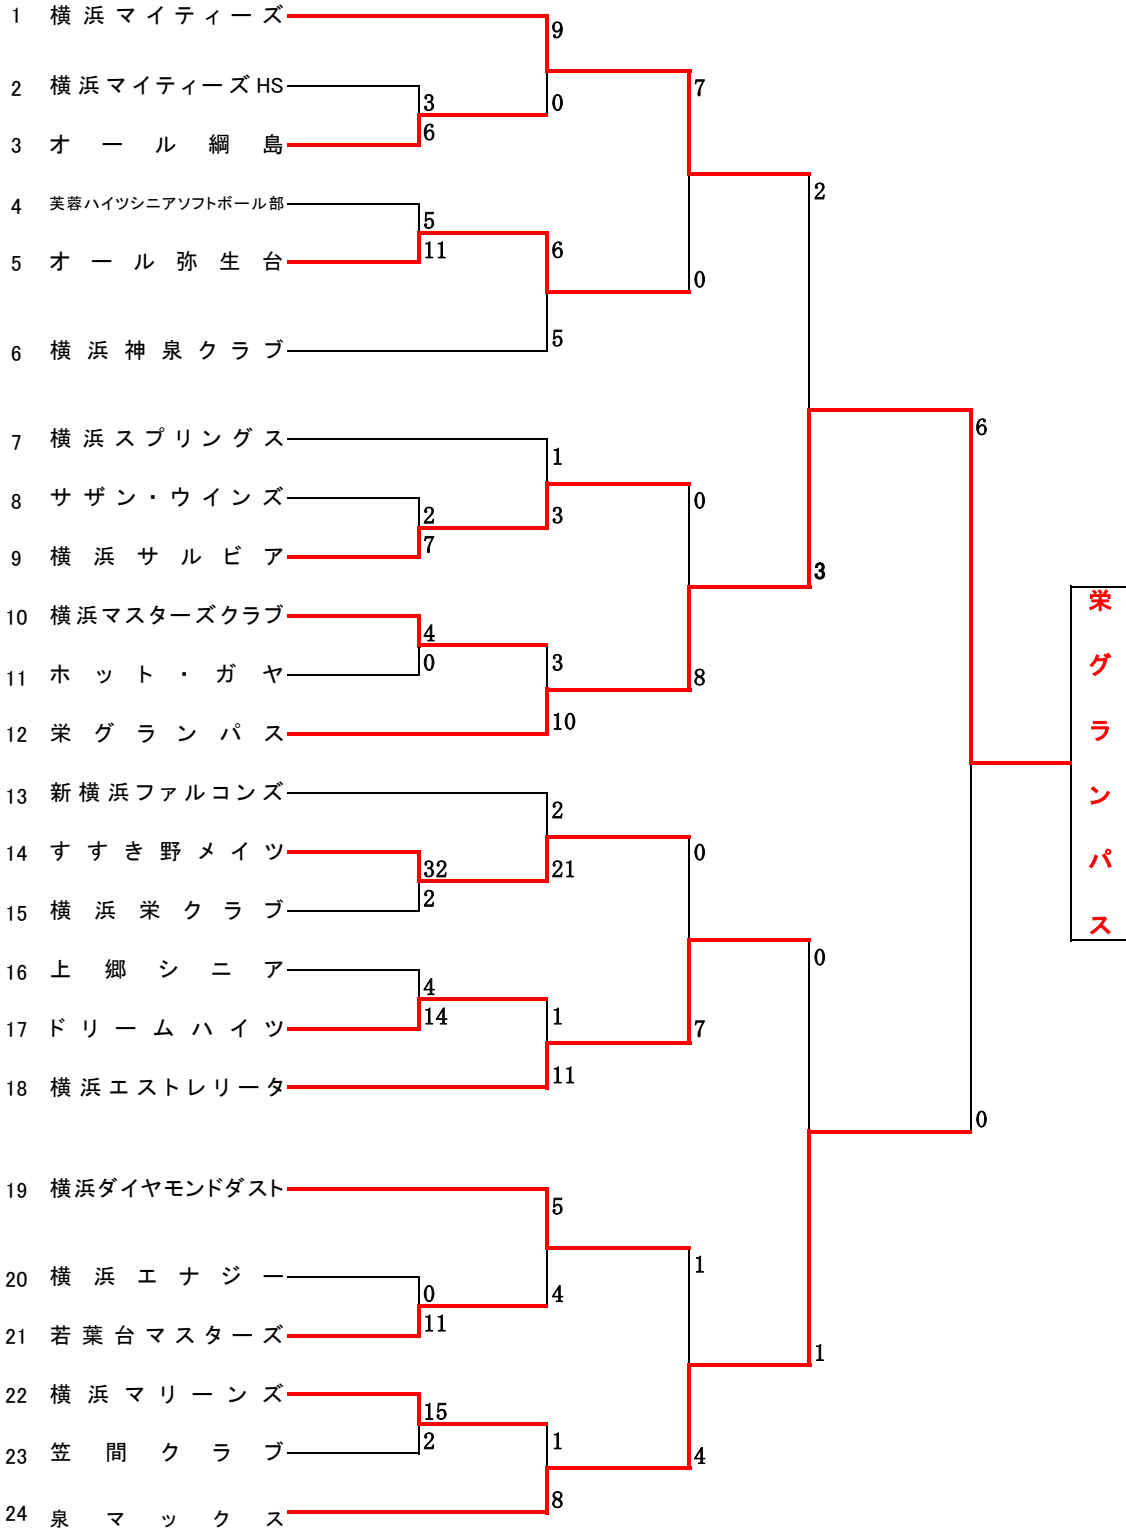 1 横浜マイティーズ
9
2 横浜マイティーズHS
7
3
0
6
3 オール綱島
2
4 芙蓉ハイツシニアソフトボール部
5
11
6
5 オール弥生台
0
5
6 横浜神泉クラブ
6
7 横浜スプリングス
1
8 サザン・ウインズ
0
2
3
7
9 横浜サルビア
3
10 横浜マスターズクラブ
4
0
3
8
11 ホット・ガヤ
10
12 栄グランパス
栄グランパス
13 新横浜ファルコンズ
2
14 すすき野メイツ
0
32
21
2
15 横浜栄クラブ
0
16 上郷シニア
4
14
1
7
17 ドリームハイツ
11
18 横浜エストレリータ
0
19 横浜ダイヤモンドダスト
5
1
20 横浜エナジー
0
4
11
21 若葉台マスターズ
1
22 横浜マリーンズ
15
2
1
4
23 笠間クラブ
8
24 泉マックス